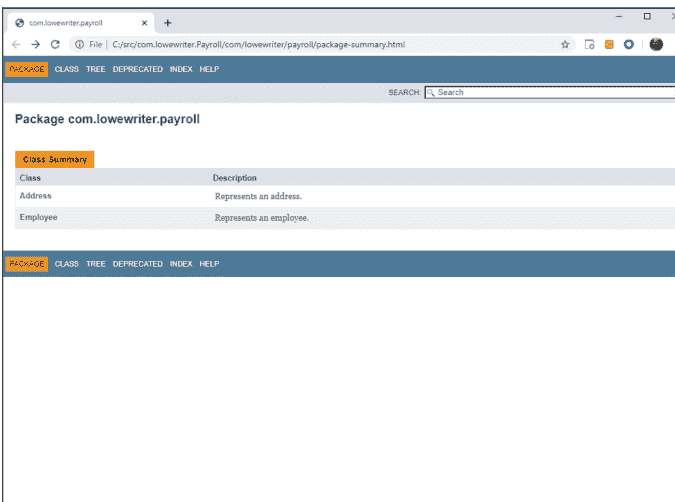 com.lowewriter.payroll
File | C:/src/com.lowewriter.Payroll/com/lowewriter/payroll/package-summary.html
PACKAGE CLASS TREE DEPRECATED INDEX HELP
SEARCH: Search
Package com.lowewriter.payroll
Class Summary
Class Description
Address Represents an address.
Employee Represents an employee.
PACKAGE CLASS TREE DEPRECATED INDEX HELP